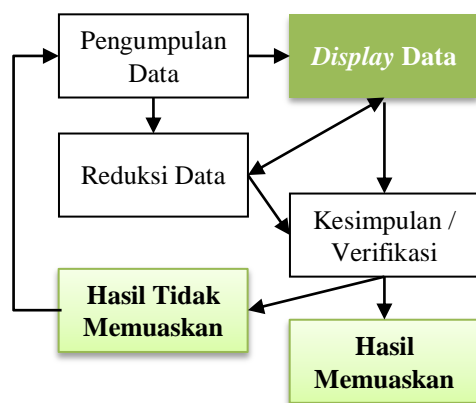 Pengumpulan
Data
Display Data
Reduksi Data
Kesimpulan /
Verifikasi
Hasil Tidak
Memuaskan
Hasil
Memuaskan